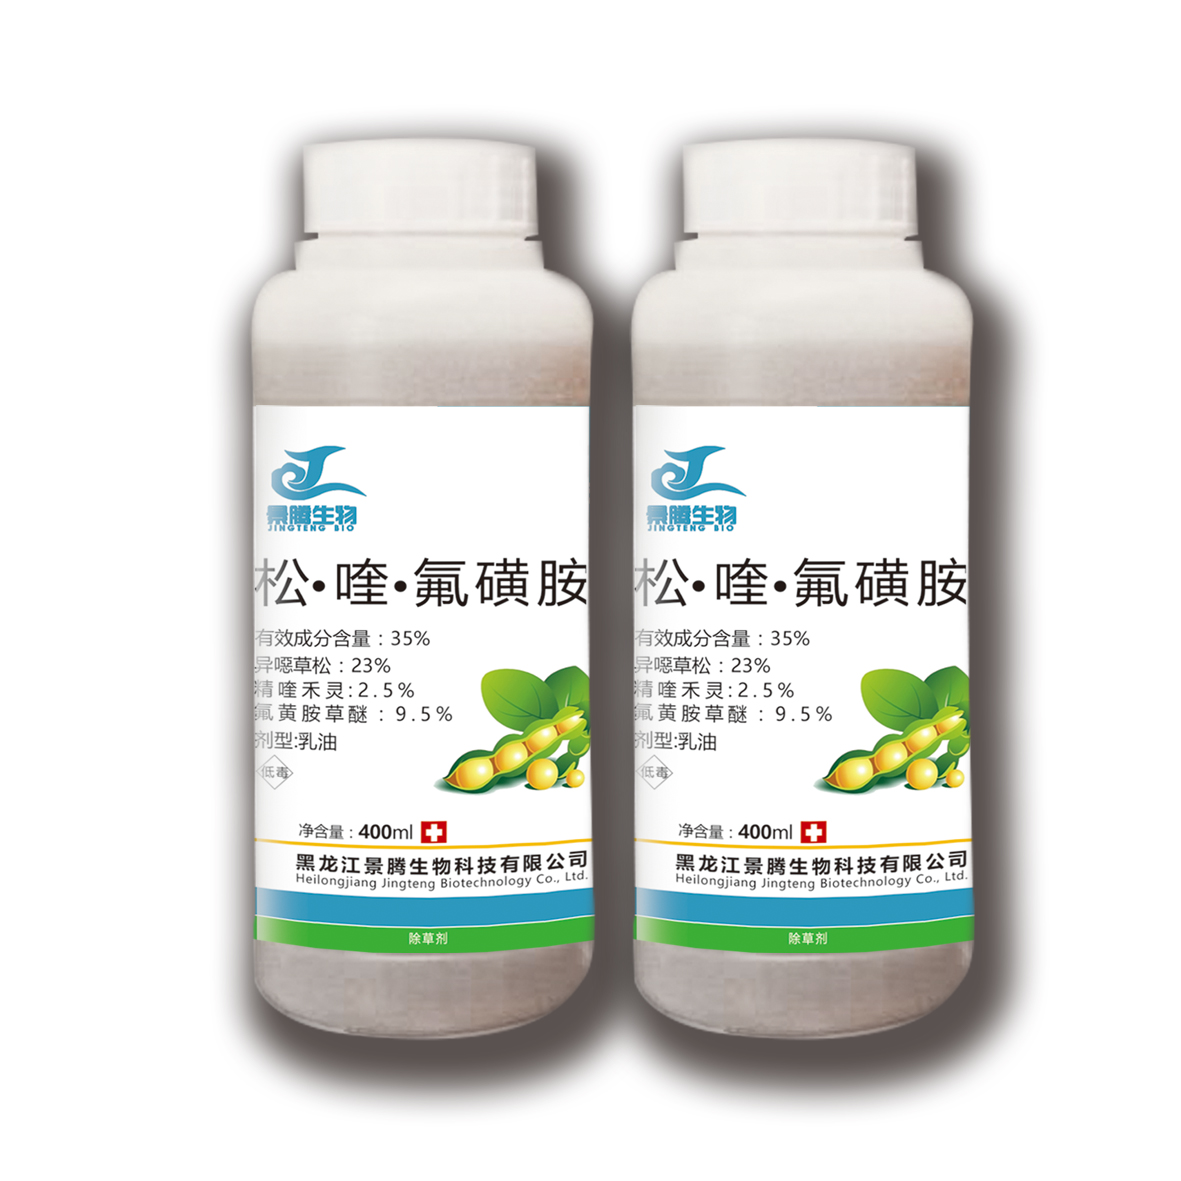 景腾生物
JINGTENG BIO
松·喹·氟磺胺
有效成分含量：35%
异噁草松：23%
精喹禾灵:2.5%
氟黄胺草醚：9.5%
剂型:乳油
低毒
净含量：400ml
黑龙江景腾生物科技有限公司
Heilongjiang Jingteng Biotechnology Co., Ltd.
除草剂
景腾生物
JINGTENG BIO
松·喹·氟磺胺
有效成分含量：35%
异噁草松：23%
精喹禾灵:2.5%
氟黄胺草醚：9.5%
剂型:乳油
低毒
净含量：400ml
黑龙江景腾生物科技有限公司
Heilongjiang Jingteng Biotechnology Co., Ltd.
除草剂